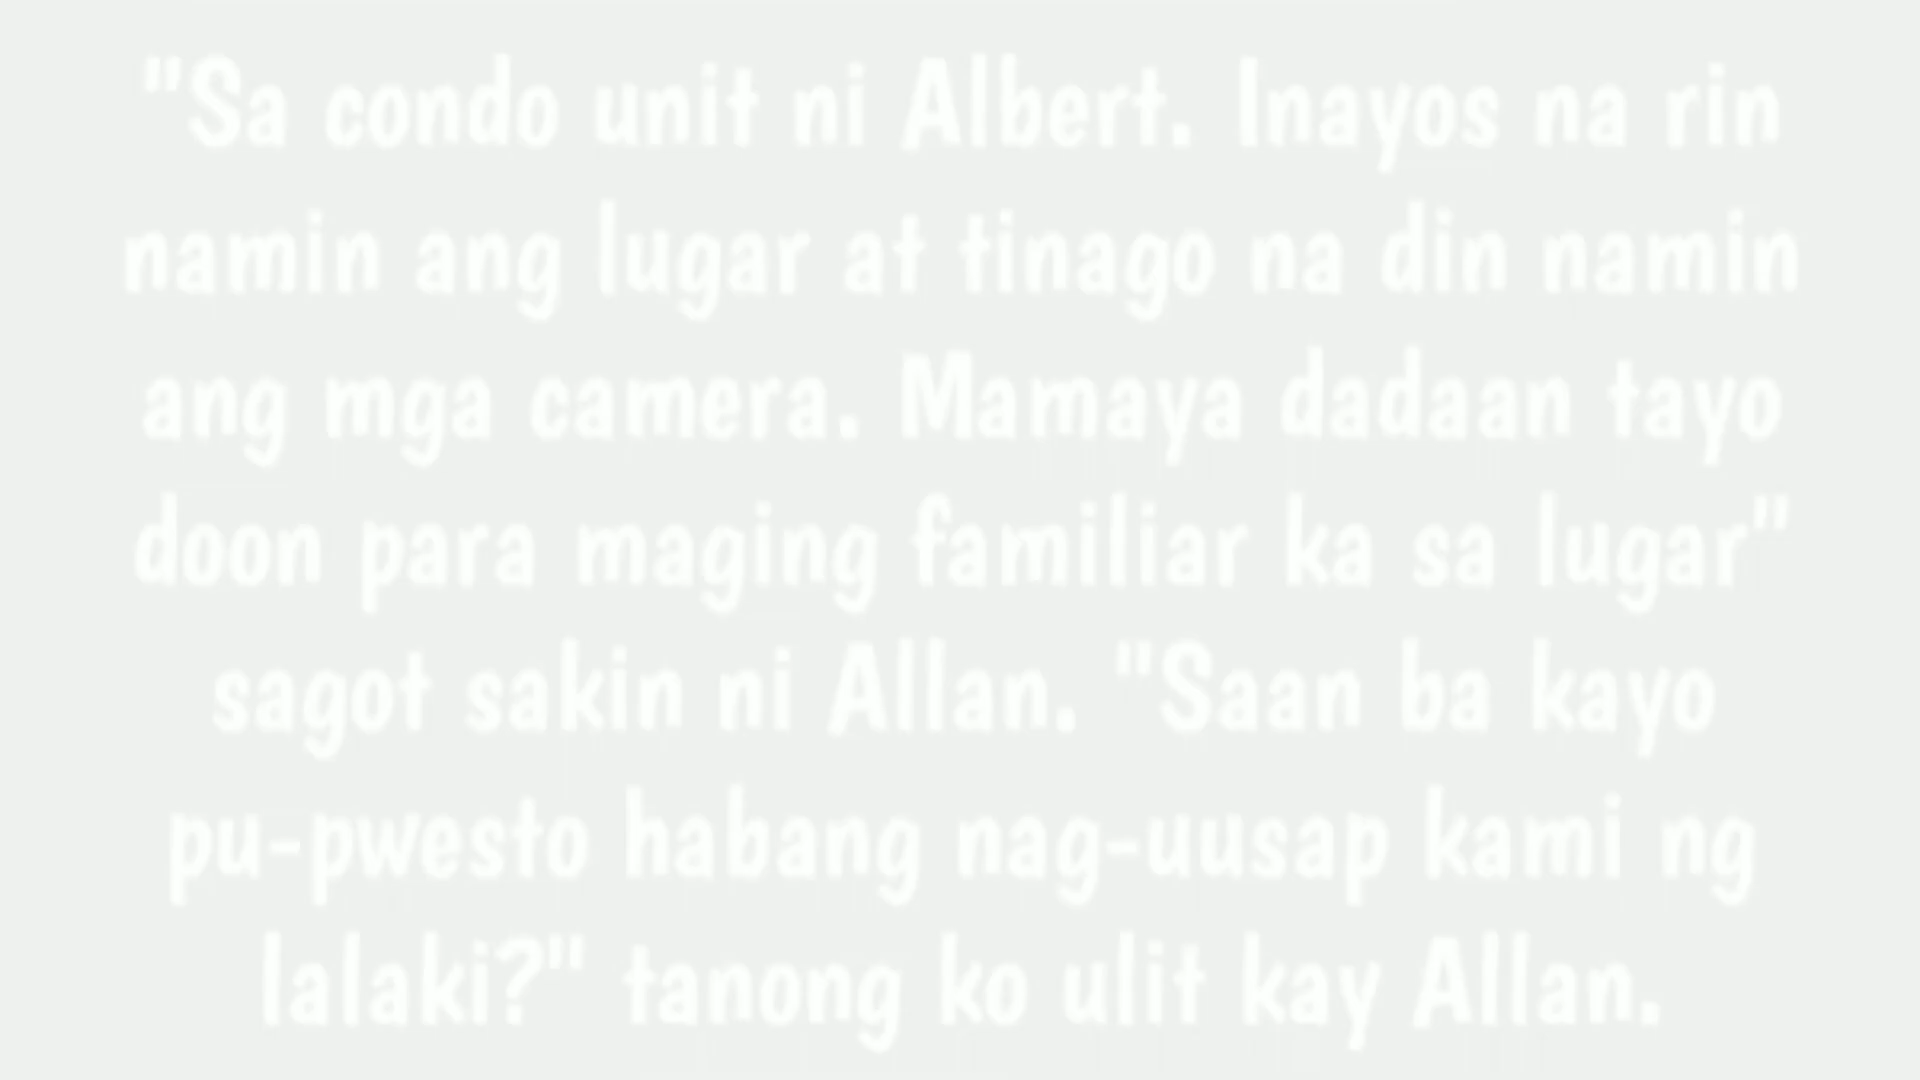 "Sa condo unit ni Albert. Inayos na rin
namin ang lugar at tinago na din namin
ang mga camera. Mamaya dadaan tayo
doon para maging familiar ka sa lugar"
sagot sakin ni Allan. "Saan ba kayo
pu-pwesto habang nag-uusap kami ng
lalaki?" tanong ko ulit kay Allan.